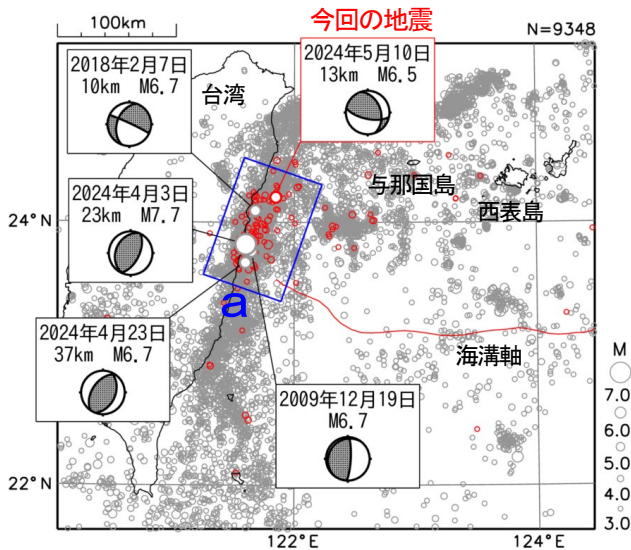 今回の地震
100km
N=9348
2018年2月7日
10km M6.7
台湾
2024年5月10日
13km M6.5
与那国島
西表島
2024年4月3日
23km M7.7
24°N
a
2024年4月23日
37km M6.7
海溝軸
2009年12月19日
M6.7
M
7.0
6.0
5.0
4.0
3.0
22°N
122°E
124°E